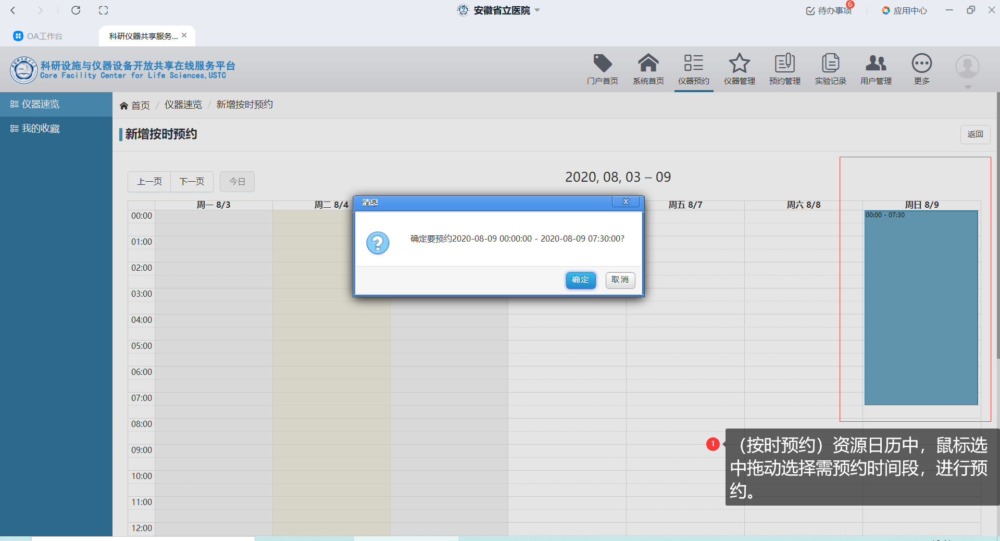 安徽省立医院
待办事项
6
应用中心
OA工作台
科研仪器共享服务...
科研设施与仪器设备开放共享在线服务平台
Core Facility Center for Life Sciences,USTC
门户首页
系统首页
仪器预约
仪器管理
预约管理
实验记录
用户管理
更多
仪器速览
我的收藏
首页 / 仪器速览 / 新增按时预约
新增按时预约
返回
上一页
下一页
今日
2020, 08, 03 – 09
周一 8/3
周二 8/4
周五 8/7
周六 8/8
周日 8/9
消息
确定要预约2020-08-09 00:00:00 - 2020-08-09 07:30:00?
确定
取消
00:00 - 07:30
00:00
01:00
02:00
03:00
04:00
05:00
06:00
07:00
08:00
09:00
10:00
11:00
12:00
1
（按时预约）资源日历中，鼠标选
中拖动选择需预约时间段，进行预
约。